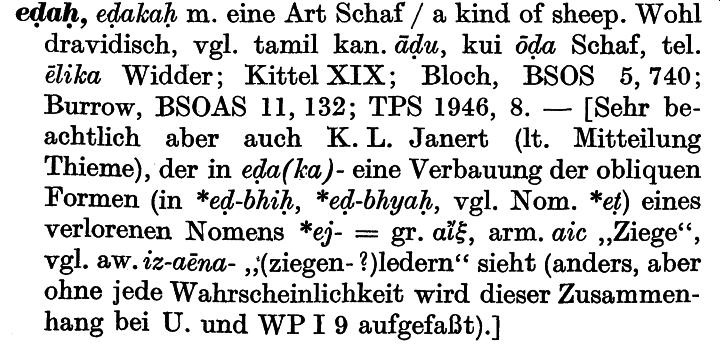 eḍaḥ, eḍakaḥ m. eine Art Schaf / a kind of sheep. Wohl
dravidisch, vgl. tamil kan. āḍu, kui ōḍa Schaf, tel.
ēlika Widder; Kittel XIX; Bloch, BSOS 5, 740;
Burrow, BSOAS 11, 132; TPS 1946, 8. — [Sehr be-
achtlich aber auch K. L. Janert (lt. Mitteilung
Thieme), der in eḍa(ka)- eine Verbauung der obliquen
Formen (in *eḍ-bhiḥ, *eḍ-bhyaḥ, vgl. Nom. *eṭ) eines
verlorenen Nomens *ej- = gr. αἴξ, arm. aic „Ziege“,
vgl. aw. iz-aēna- „(ziegen- ?)ledern“ sieht (anders, aber
ohne jede Wahrscheinlichkeit wird dieser Zusammen-
hang bei U. und WP I 9 aufgefaßt).]